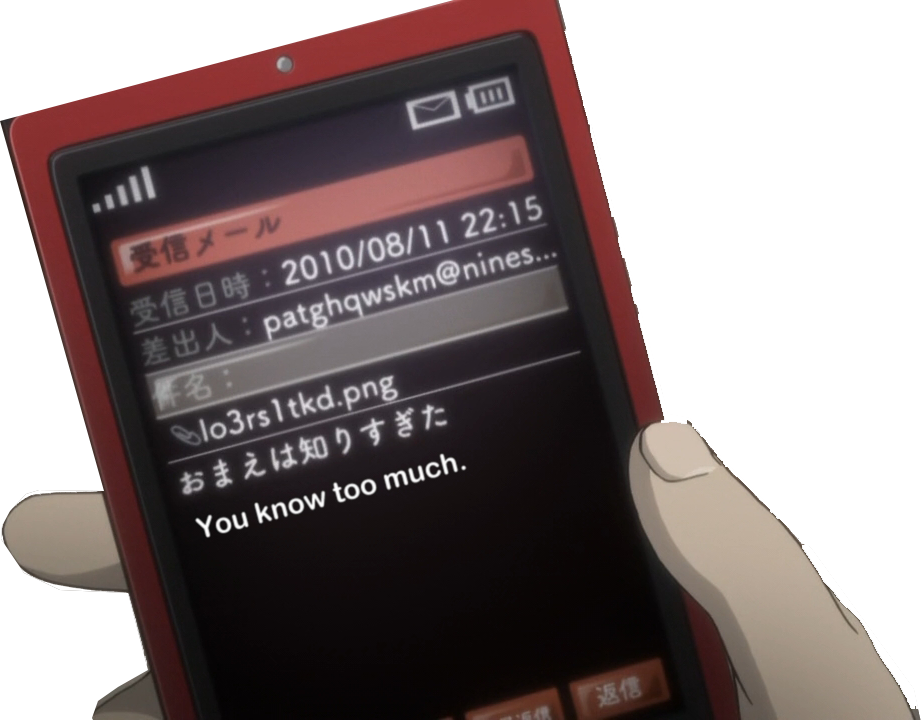 受信メール
受信日時：2010/08/11 22:15
差出人：patghqwskm@nines...
件名：
lo3rs1tkd.png
おまえは知りすぎた
You know too much.
返信 返信